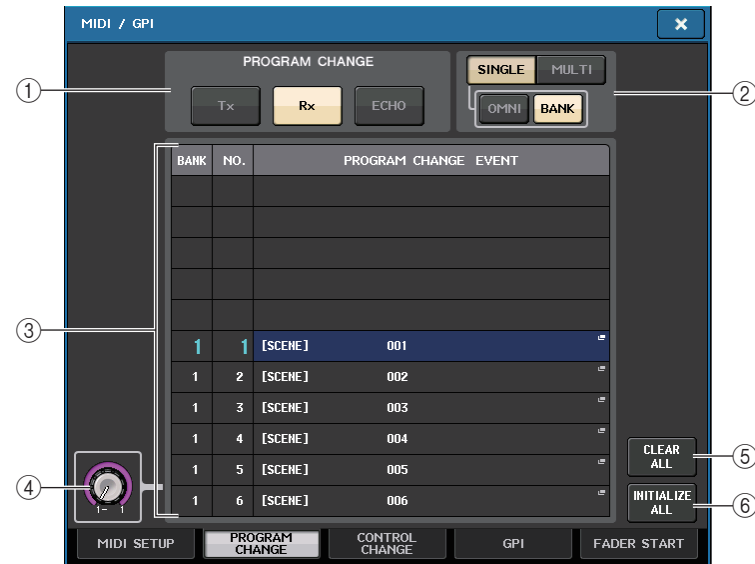 MIDI / GPI
PROGRAM CHANGE
Tx Rx ECHO
SINGLE MULTI
OMNI BANK
① ② ③ ④ ⑤ ⑥
BANK NO. PROGRAM CHANGE EVENT
1 1 [SCENE] 001
1 2 [SCENE] 002
1 3 [SCENE] 003
1 4 [SCENE] 004
1 5 [SCENE] 005
1 6 [SCENE] 006
1- 1
CLEAR
ALL
INITIALIZE
ALL
MIDI SETUP
PROGRAM
CHANGE
CONTROL
CHANGE
GPI
FADER START